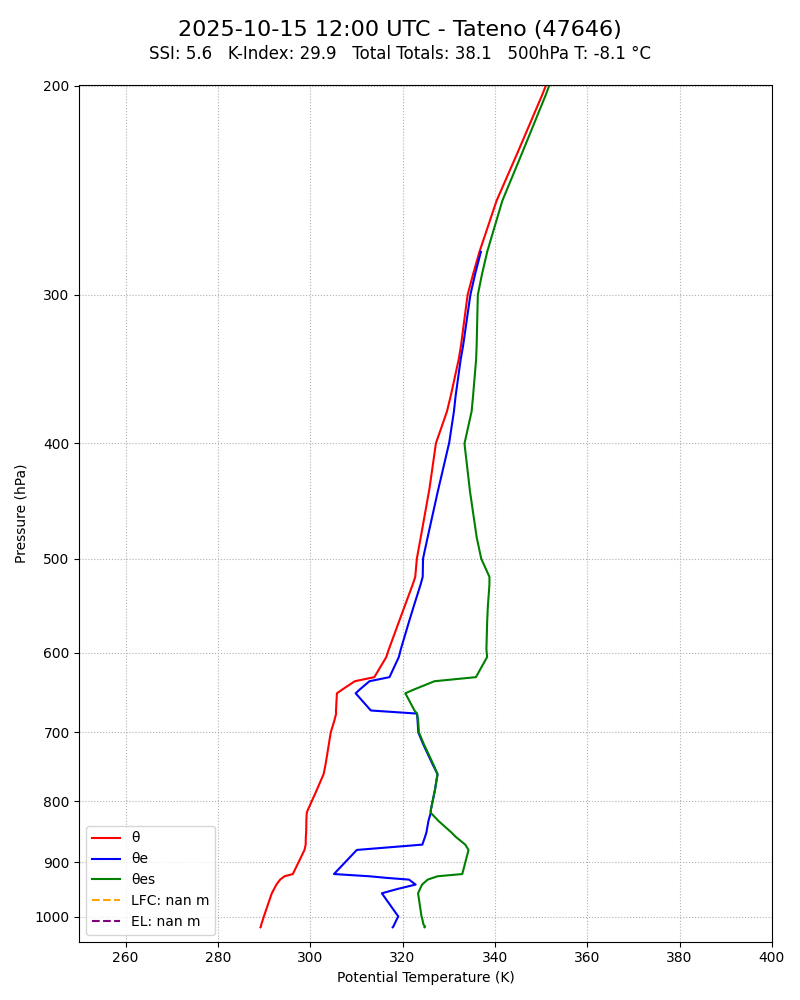 2025-10-15 12:00 UTC - Tateno (47646)
SSI: 5.6   K-Index: 29.9   Total Totals: 38.1   500hPa T: -8.1 °C
200
300
400
500
600
700
800
900
1000
Pressure (hPa)
θ
θe
θes
LFC: nan m
EL: nan m
260 280 300 320 340 360 380 400
Potential Temperature (K)